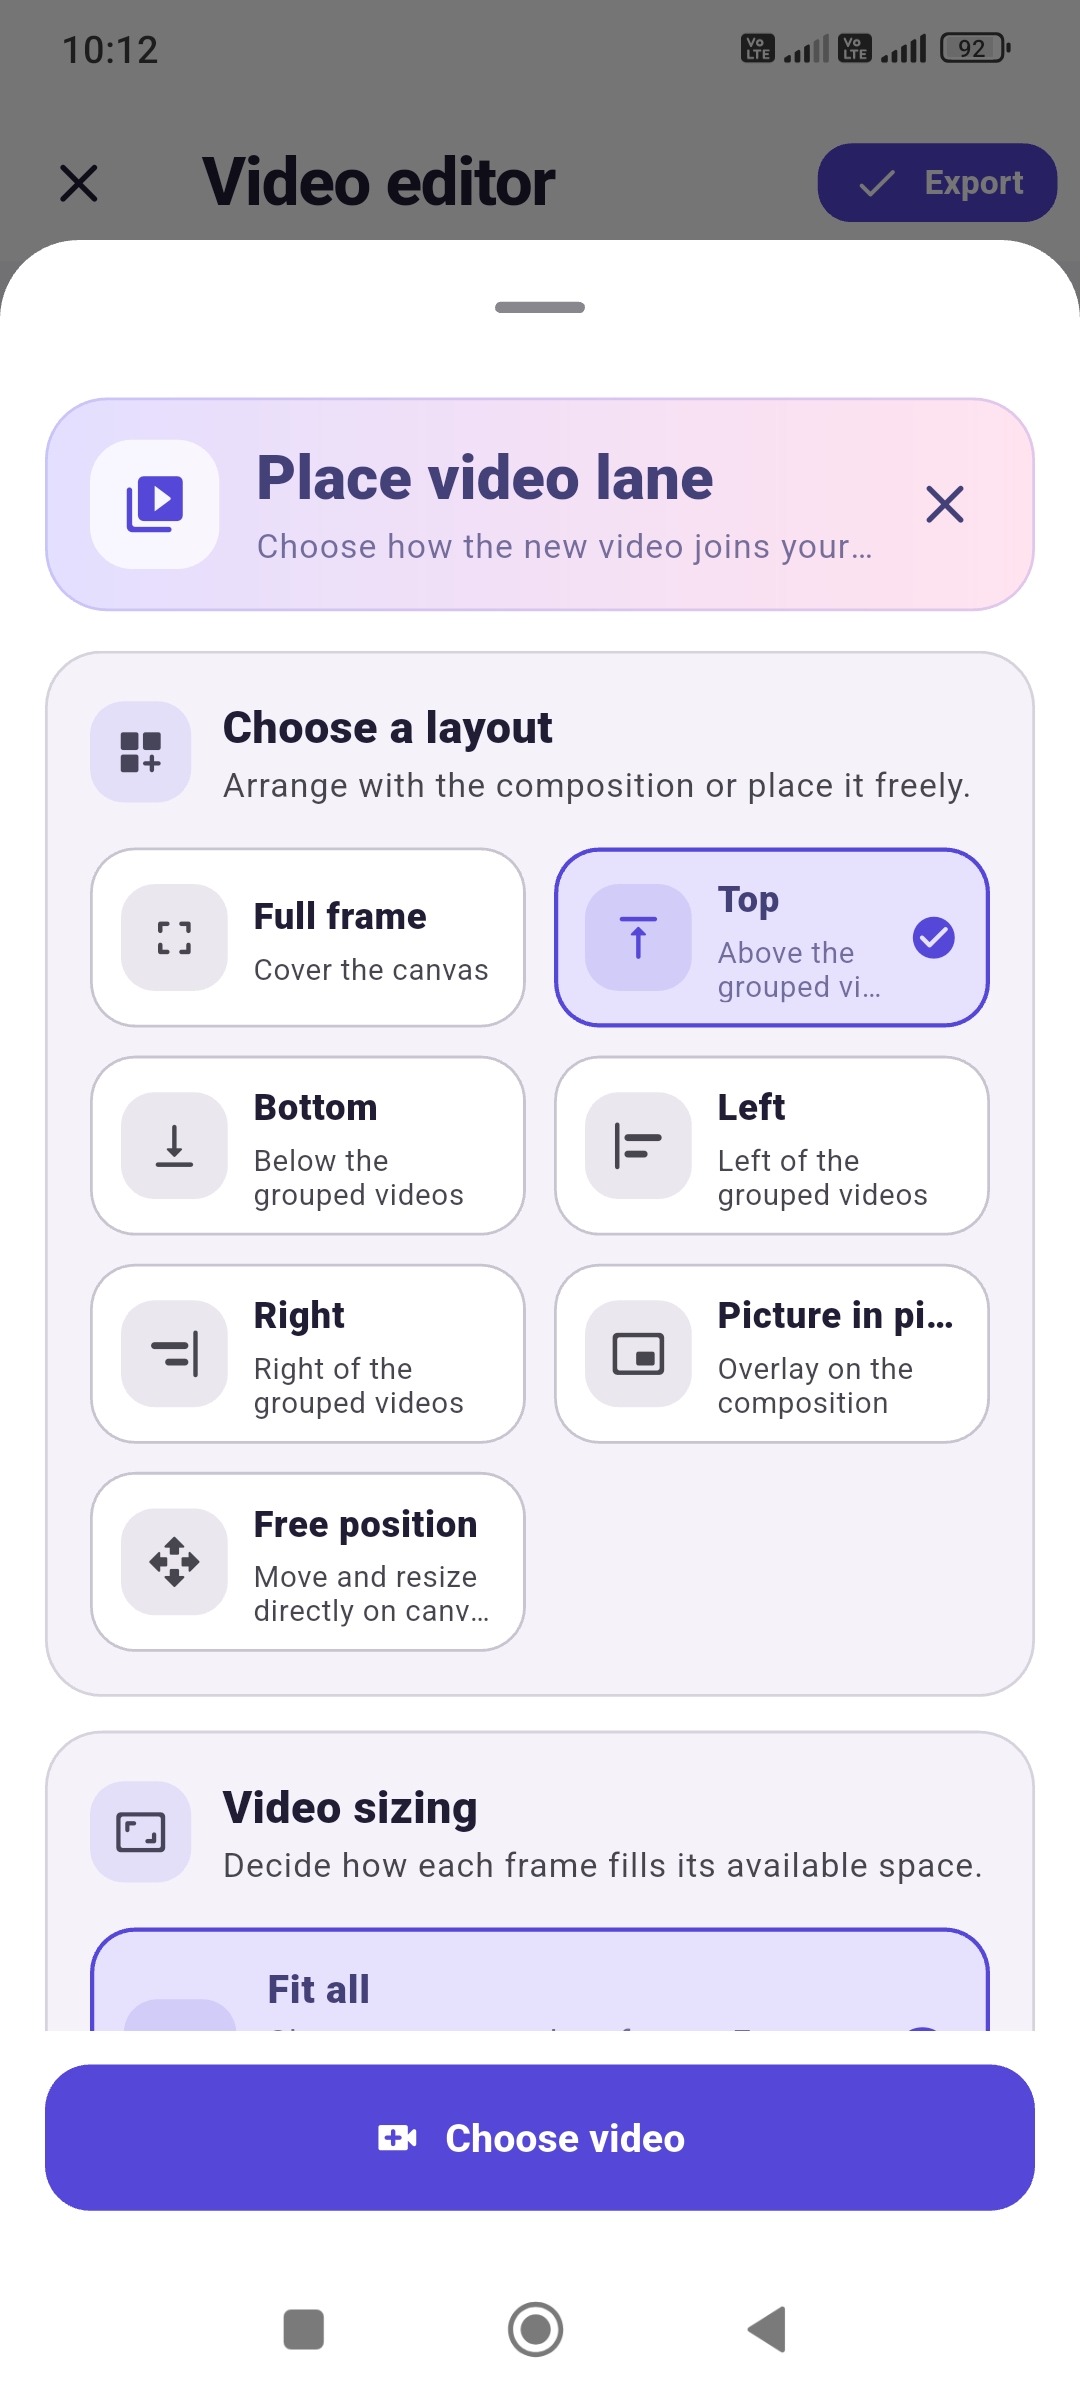 10:12
Vo LTE
Vo LTE
92
Video editor
Export
Place video lane
Choose how the new video joins your…
Choose a layout
Arrange with the composition or place it freely.
Full frame
Cover the canvas
Top
Above the
grouped vi…
Bottom
Below the
grouped videos
Left
Left of the
grouped videos
Right
Right of the
grouped videos
Picture in pi…
Overlay on the
composition
Free position
Move and resize
directly on canv…
Video sizing
Decide how each frame fills its available space.
Fit all
Choose video